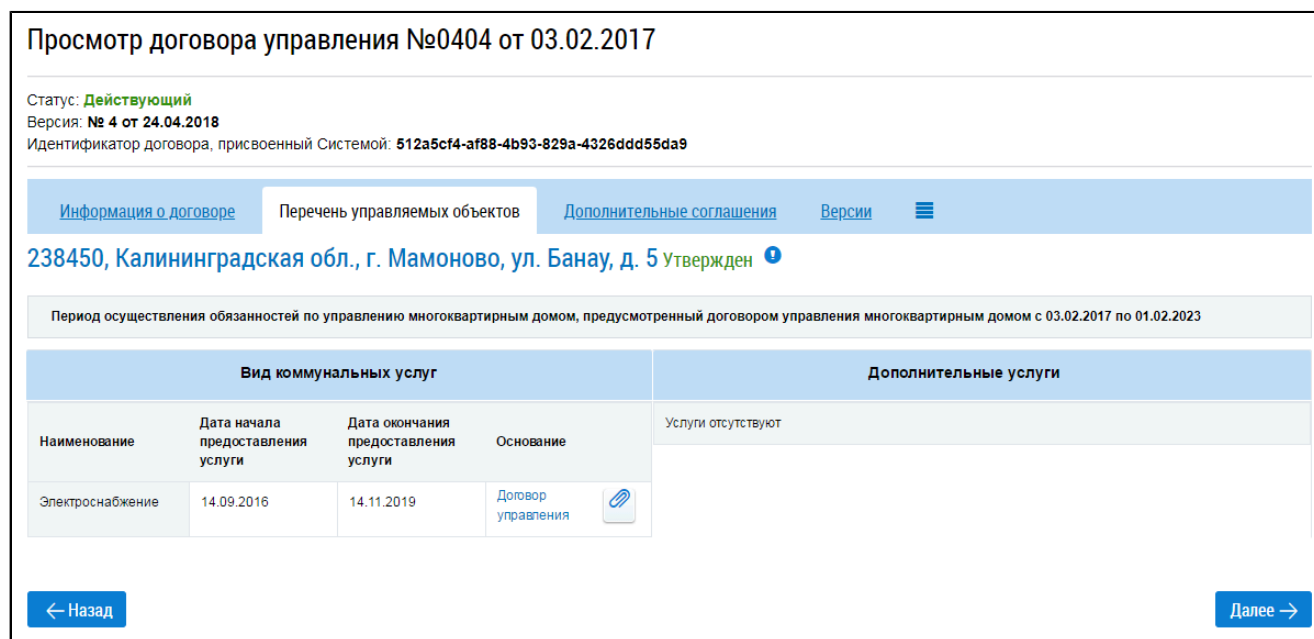 Просмотр договора управления №0404 от 03.02.2017
Статус: Действующий
Версия: № 4 от 24.04.2018
Идентификатор договора, присвоенный Системой: 512a5cf4-af88-4b93-829a-4326ddd55da9
Информация о договоре Перечень управляемых объектов Дополнительные соглашения Версии
238450, Калининградская обл., г. Мамоново, ул. Банау, д. 5 Утвержден
Период осуществления обязанностей по управлению многоквартирным домом, предусмотренный договором управления многоквартирным домом с 03.02.2017 по 01.02.2023
Вид коммунальных услуг Дополнительные услуги
Наименование
Дата начала
предоставления
услуги
Дата окончания
предоставления
услуги
Основание
Услуги отсутствуют
Электроснабжение 14.09.2016 14.11.2019 Договор
управления
← Назад Далее →